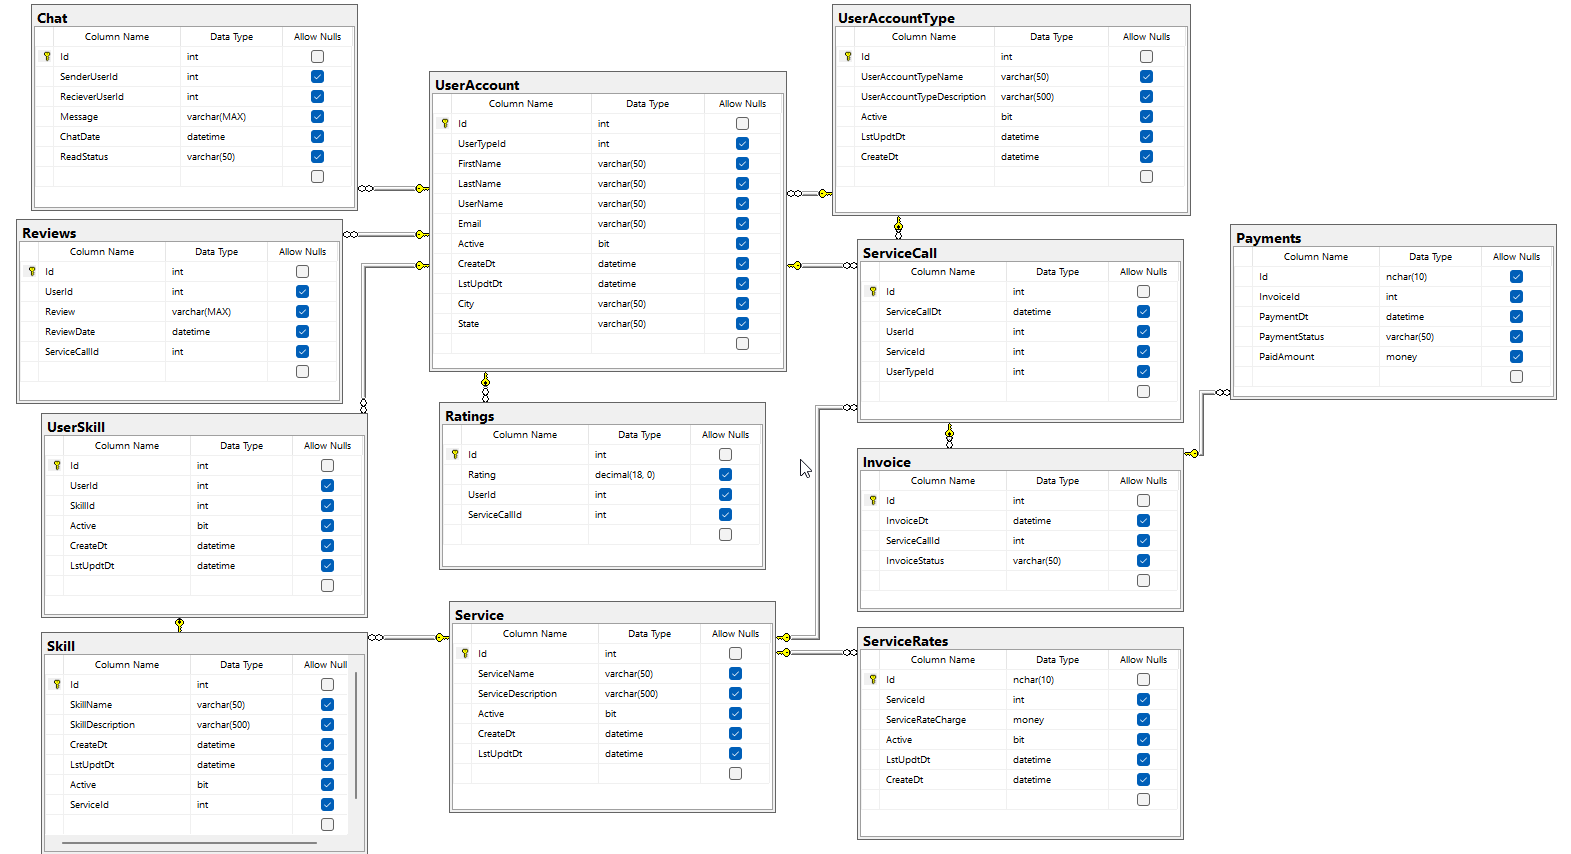 Chat
Column Name Data Type Allow Nulls
Id int
SenderUserId int
RecieverUserId int
Message varchar(MAX)
ChatDate datetime
ReadStatus varchar(50)
Reviews
Column Name Data Type Allow Nulls
Id int
UserId int
Review varchar(MAX)
ReviewDate datetime
ServiceCallId int
UserSkill
Column Name Data Type Allow Nulls
Id int
UserId int
SkillId int
Active bit
CreateDt datetime
LstUpdtDt datetime
Skill
Column Name Data Type Allow Null
Id int
SkillName varchar(50)
SkillDescription varchar(500)
CreateDt datetime
LstUpdtDt datetime
Active bit
ServiceId int
UserAccount
Column Name Data Type Allow Nulls
Id int
UserTypeId int
FirstName varchar(50)
LastName varchar(50)
UserName varchar(50)
Email varchar(50)
Active bit
CreateDt datetime
LstUpdtDt datetime
City varchar(50)
State varchar(50)
Ratings
Column Name Data Type Allow Nulls
Id int
Rating decimal(18, 0)
UserId int
ServiceCallId int
Service
Column Name Data Type Allow Nulls
Id int
ServiceName varchar(50)
ServiceDescription varchar(500)
Active bit
CreateDt datetime
LstUpdtDt datetime
UserAccountType
Column Name Data Type Allow Nulls
Id int
UserAccountTypeName varchar(50)
UserAccountTypeDescription varchar(500)
Active bit
LstUpdtDt datetime
CreateDt datetime
ServiceCall
Column Name Data Type Allow Nulls
Id int
ServiceCallDt datetime
UserId int
ServiceId int
UserTypeId int
Invoice
Column Name Data Type Allow Nulls
Id int
InvoiceDt datetime
ServiceCallId int
InvoiceStatus varchar(50)
ServiceRates
Column Name Data Type Allow Nulls
Id nchar(10)
ServiceId int
ServiceRateCharge money
Active bit
LstUpdtDt datetime
CreateDt datetime
Payments
Column Name Data Type Allow Nulls
Id nchar(10)
InvoiceId int
PaymentDt datetime
PaymentStatus varchar(50)
PaidAmount money